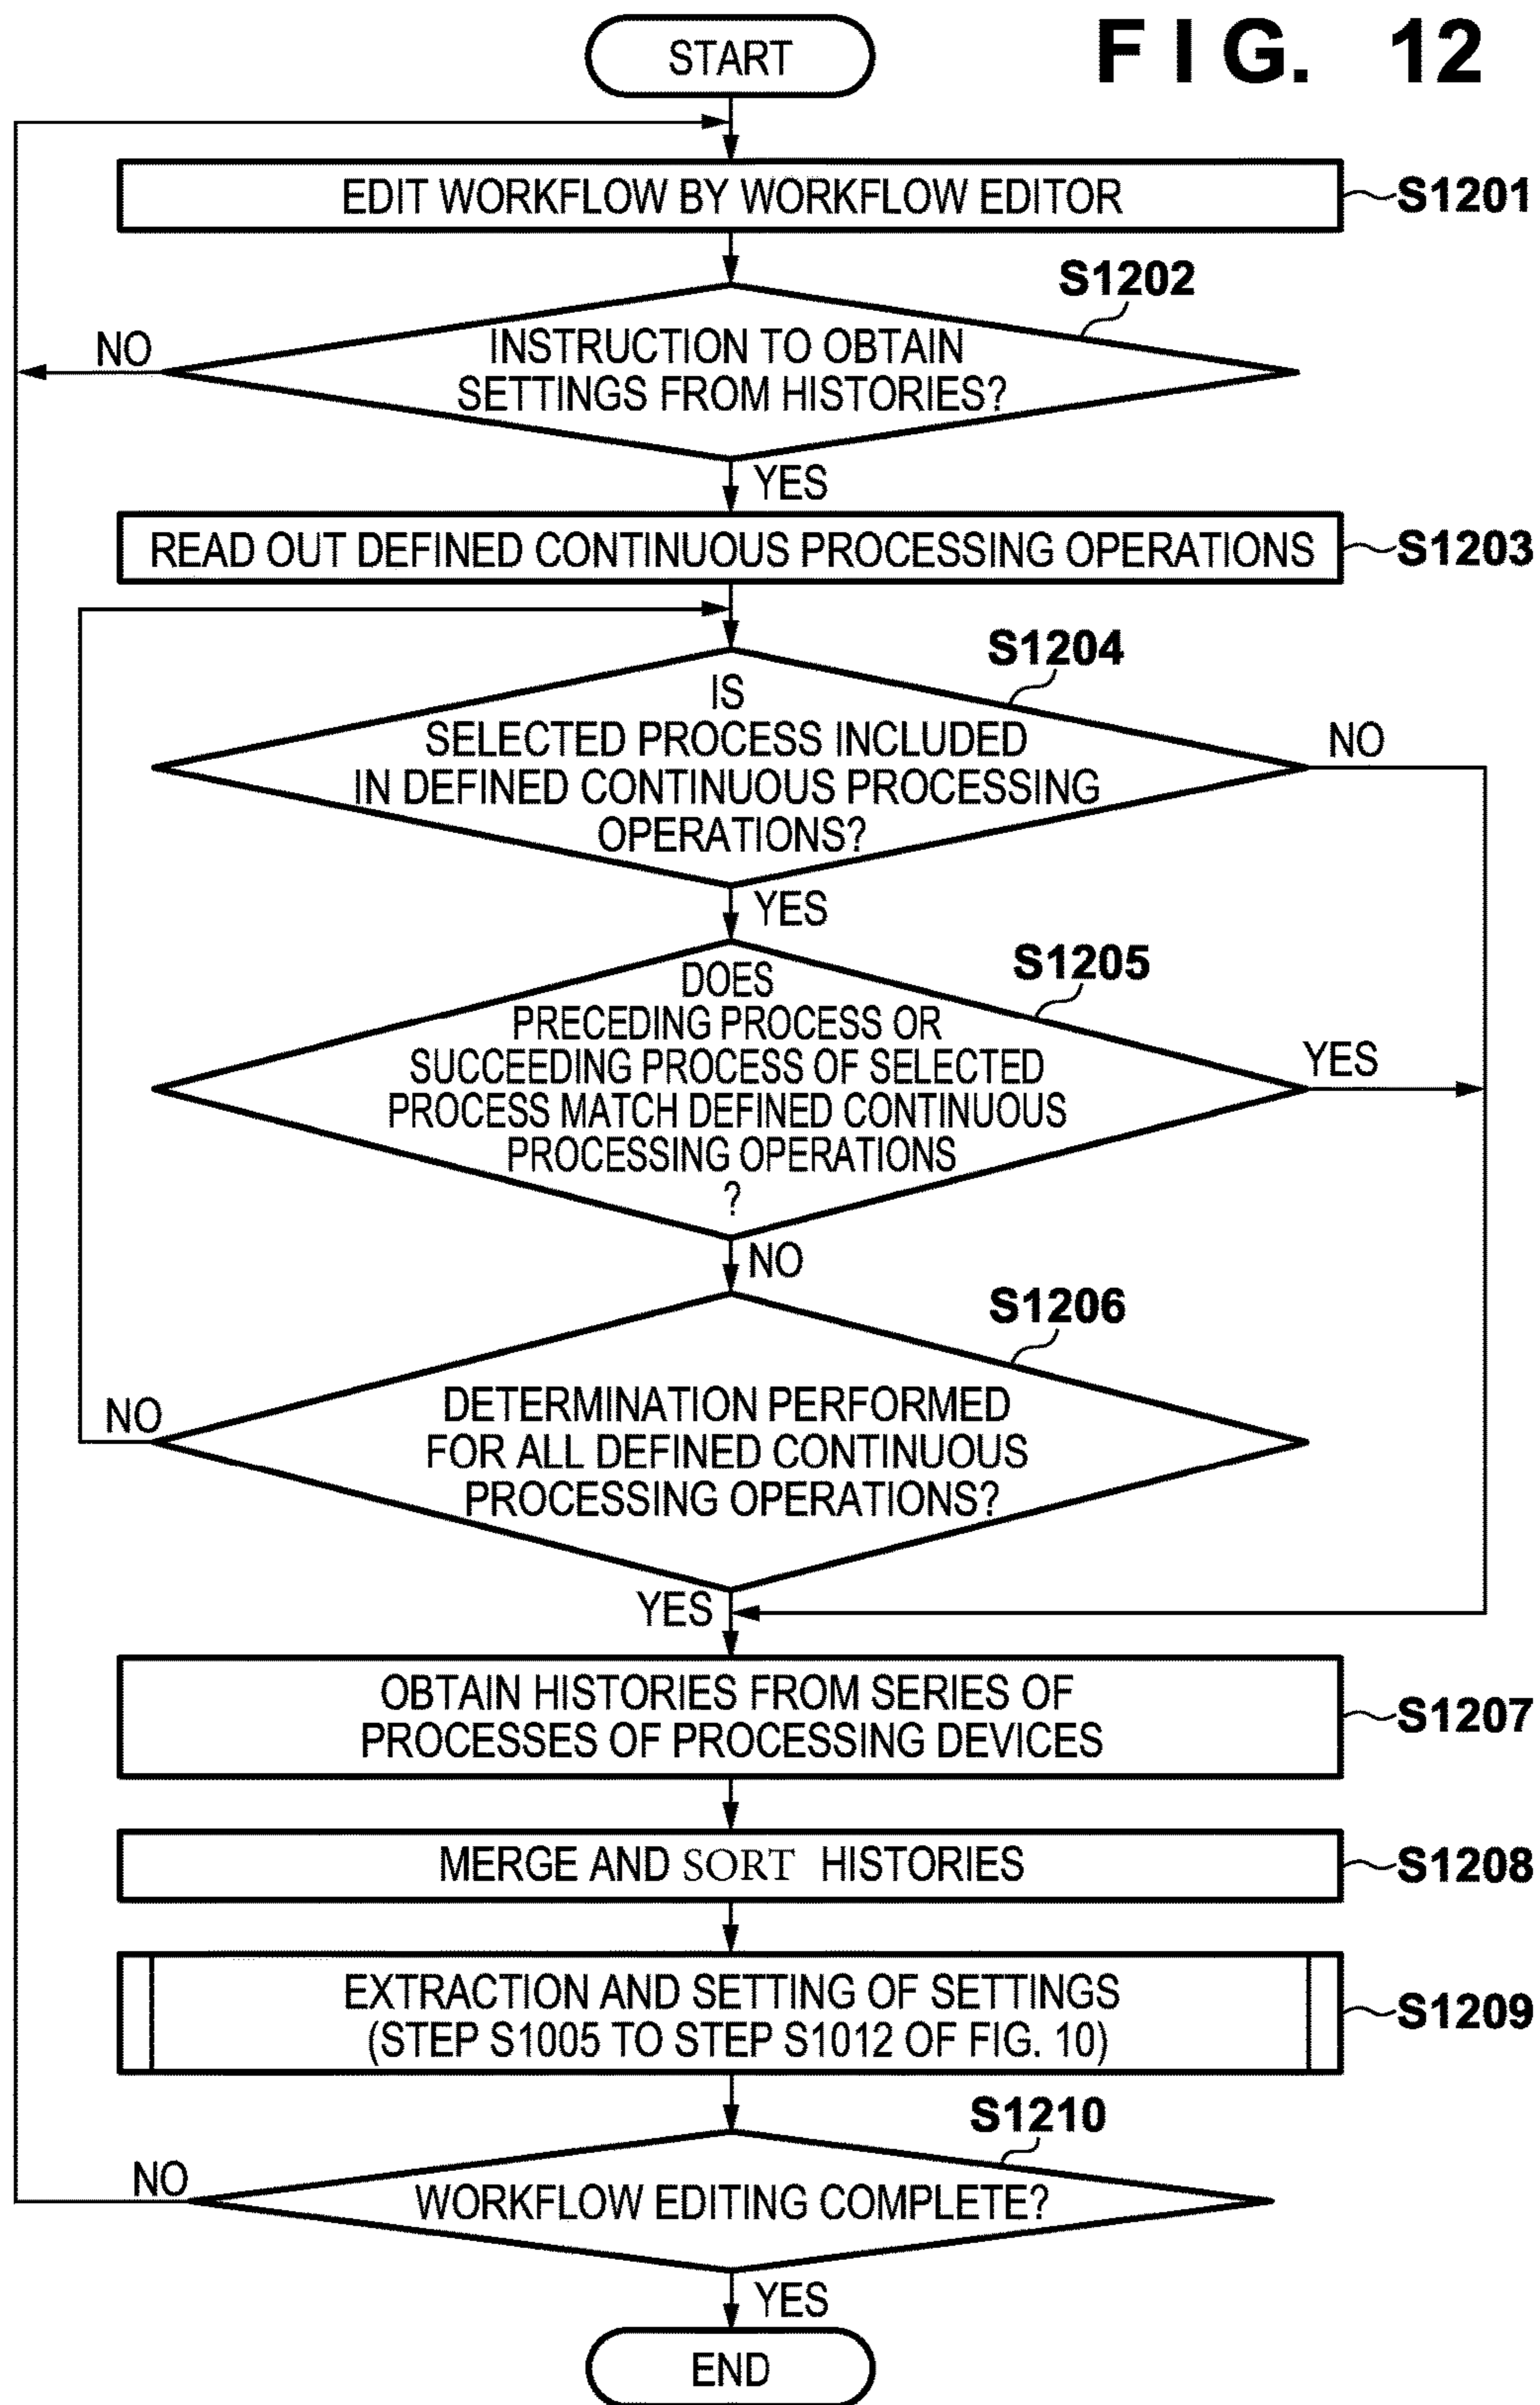 FIG. 12
START
EDIT WORKFLOW BY WORKFLOW EDITOR
S1201
S1202
INSTRUCTION TO OBTAIN
SETTINGS FROM HISTORIES?
NO
YES
READ OUT DEFINED CONTINUOUS PROCESSING OPERATIONS
S1203
S1204
IS
SELECTED PROCESS INCLUDED
IN DEFINED CONTINUOUS PROCESSING
OPERATIONS?
NO
YES
S1205
DOES
PRECEDING PROCESS OR
SUCCEEDING PROCESS OF SELECTED
PROCESS MATCH DEFINED CONTINUOUS
PROCESSING OPERATIONS
?
YES
NO
S1206
DETERMINATION PERFORMED
FOR ALL DEFINED CONTINUOUS
PROCESSING OPERATIONS?
NO
YES
OBTAIN HISTORIES FROM SERIES OF
PROCESSES OF PROCESSING DEVICES
S1207
MERGE AND SORT HISTORIES
S1208
EXTRACTION AND SETTING OF SETTINGS
(STEP S1005 TO STEP S1012 OF FIG. 10)
S1209
S1210
WORKFLOW EDITING COMPLETE?
NO
YES
END